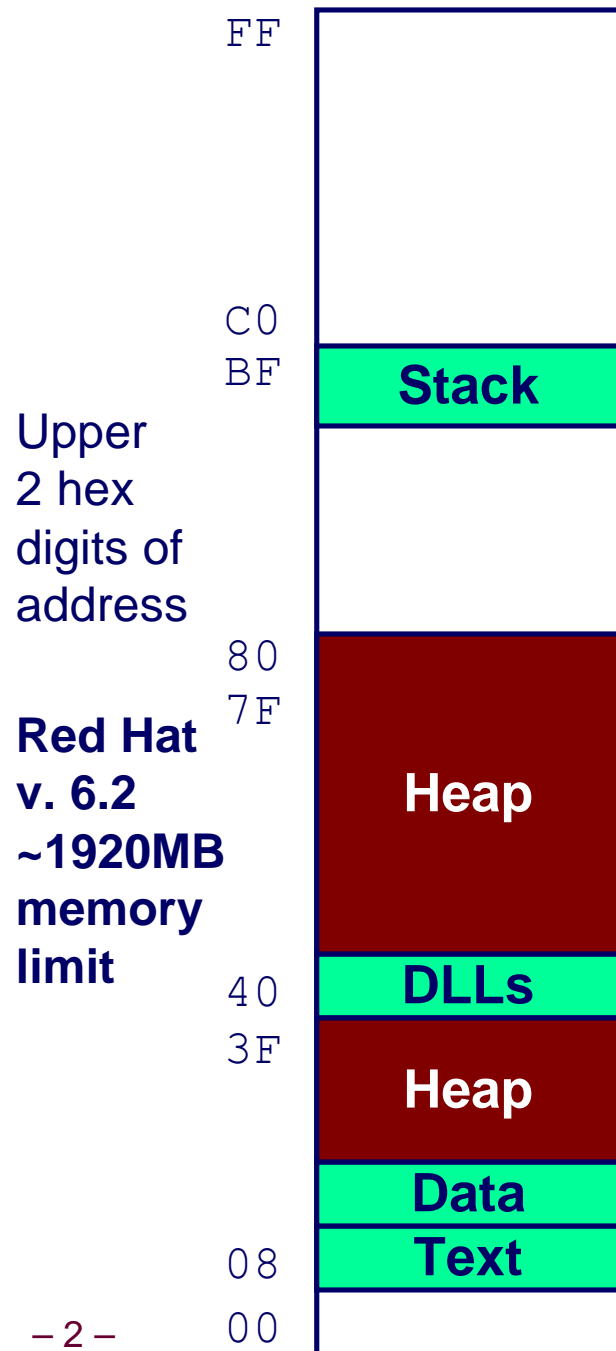 FF
C0
BF
Stack
Upper
2 hex
digits of
address
80
7F
Red Hat
v. 6.2
~1920MB
memory
limit
Heap
40
DLLs
3F
Heap
Data
08
Text
00
– 2 –